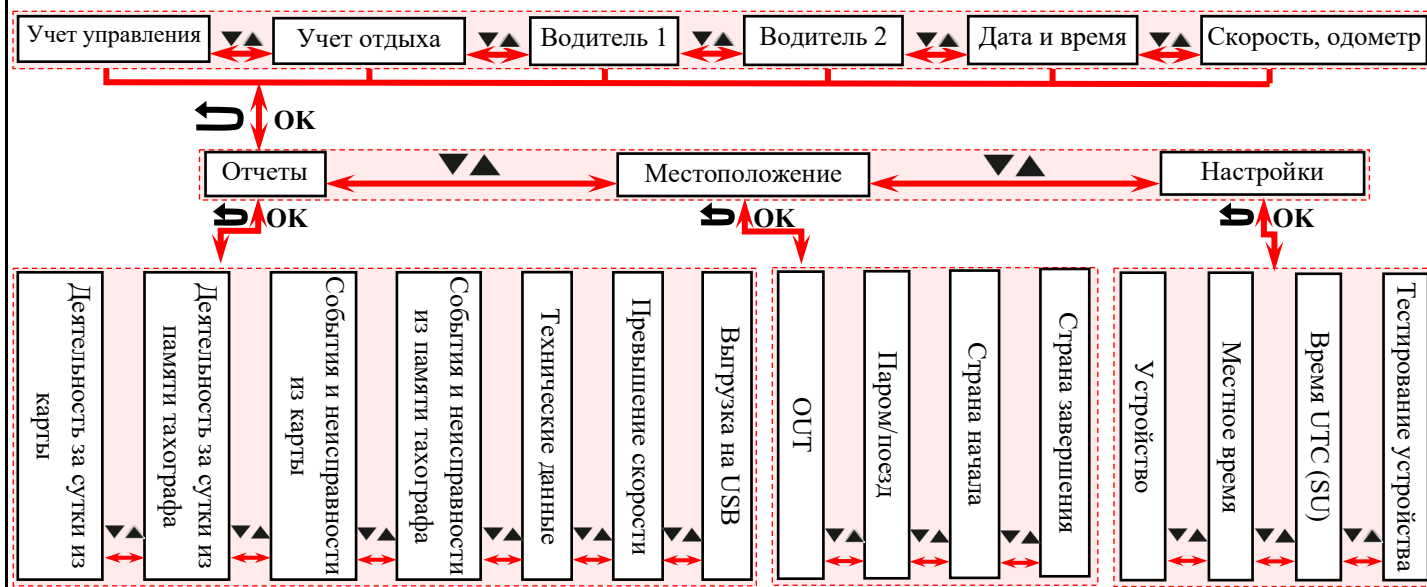 Учет управления
Учет отдыха
Водитель 1
Водитель 2
Дата и время
Скорость, одометр
OK
Отчеты
Местоположение
Настройки
OK
OK
OK
Деятельность за сутки из
карты
Деятельность за сутки из
памяти тахографа
События и неисправности
из карты
События и неисправности
из памяти тахографа
Технические данные
Превышение скорости
Выгрузка на USB
OUT
Паром/поезд
Страна начала
Страна завершения
Устройство
Местное время
Время UTC (SU)
Тестирование устройства